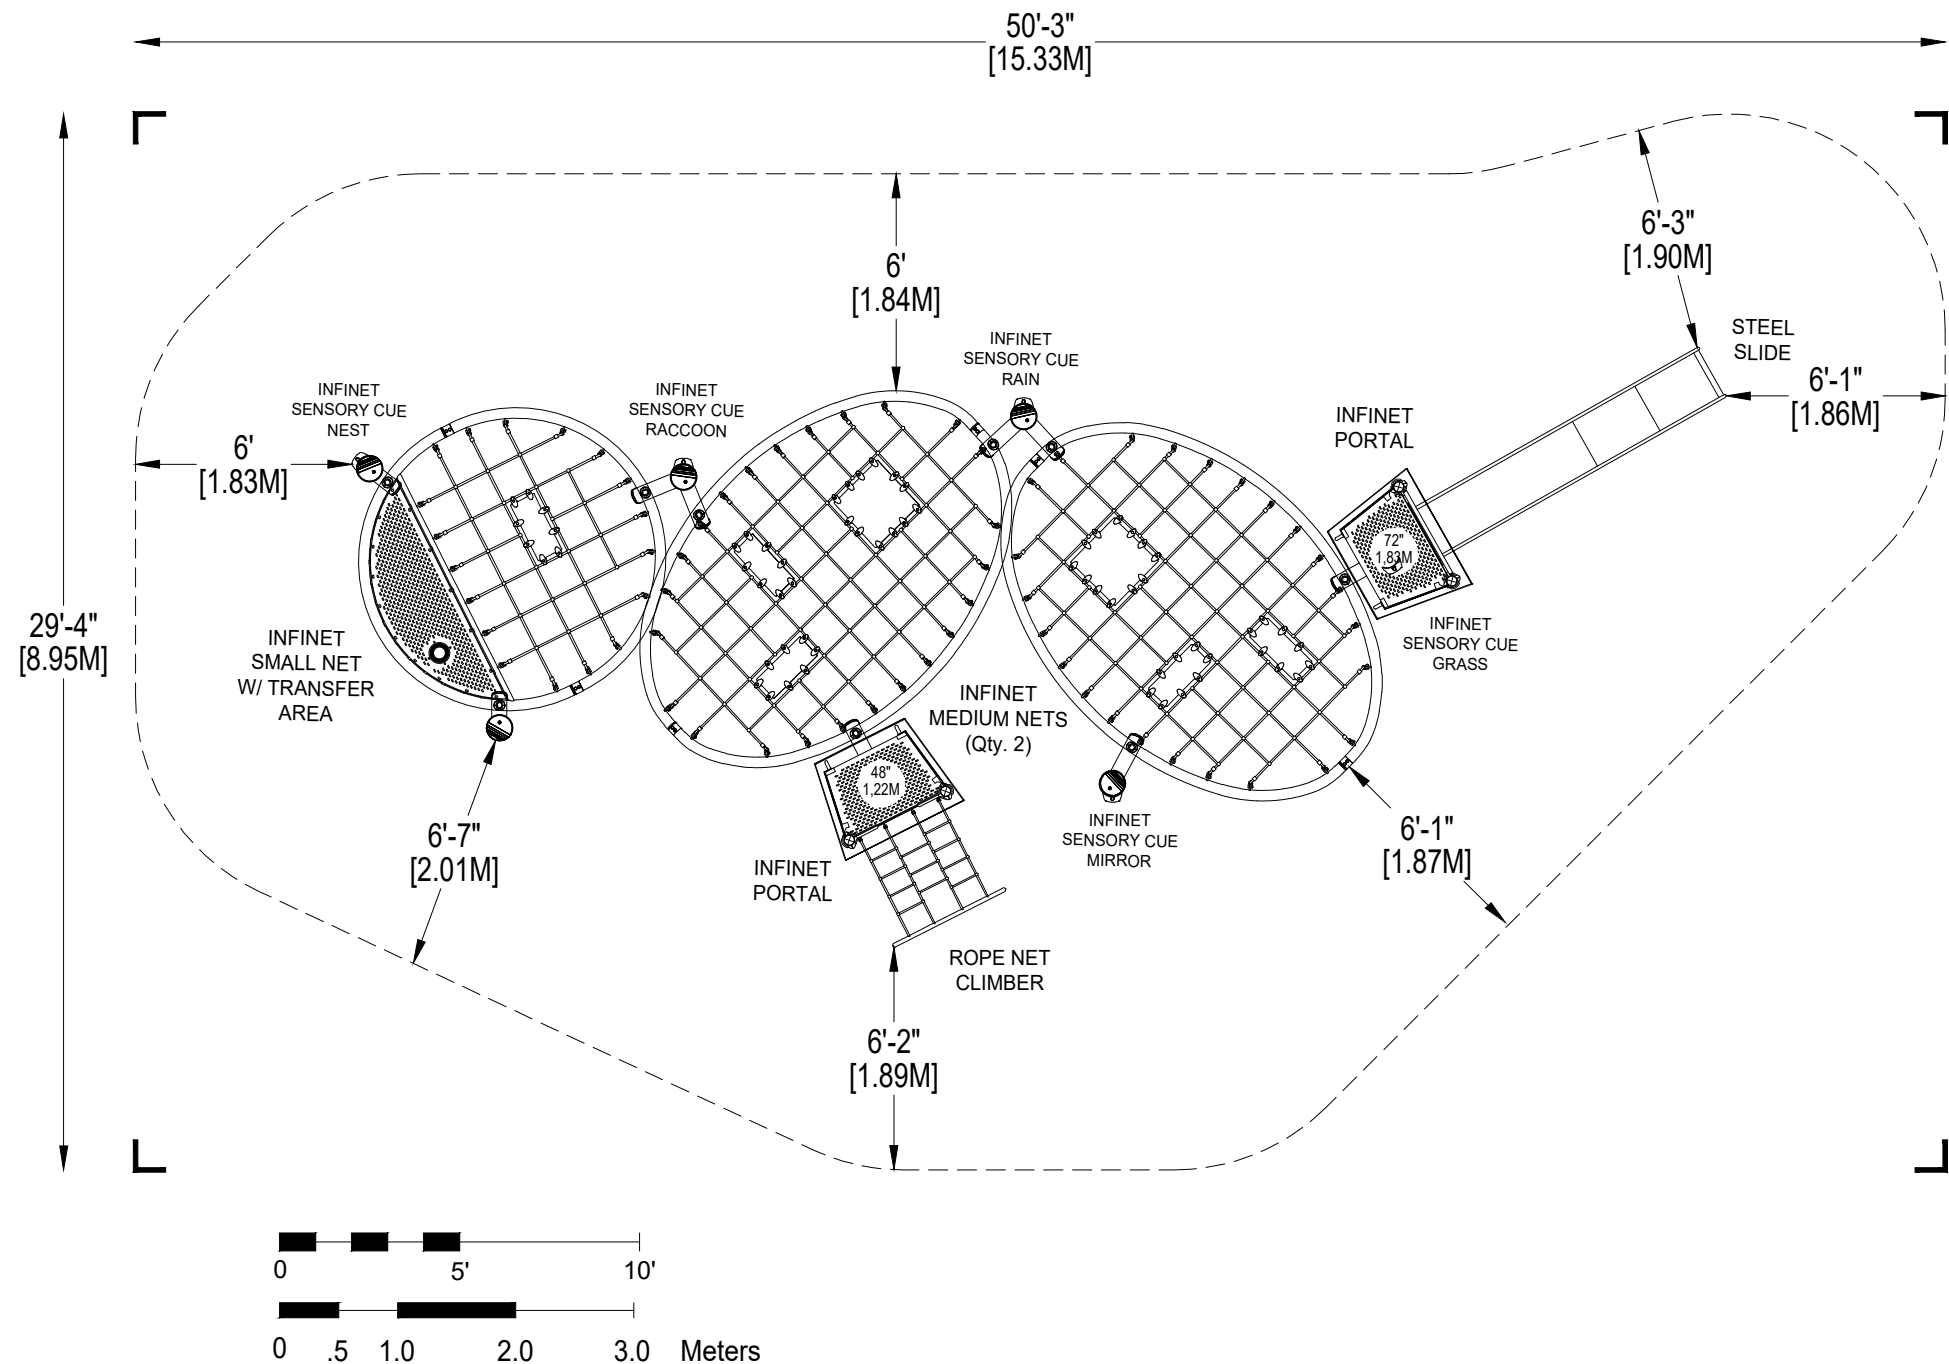 50'-3"
[15.33M]
6'-3"
[1.90M]
6'
[1.84M]
STEEL
SLIDE
INFINET
SENSORY CUE
RAIN
6'-1"
[1.86M]
INFINET
SENSORY CUE
NEST
INFINET
SENSORY CUE
RACCOON
INFINET
PORTAL
6'
[1.83M]
72"
1,83M
29'-4"
[8.95M]
INFINET
SMALL NET
W/ TRANSFER
AREA
INFINET
SENSORY CUE
GRASS
INFINET
MEDIUM NETS
(Qty. 2)
48"
1,22M
6'-7"
[2.01M]
INFINET
SENSORY CUE
MIRROR
6'-1"
[1.87M]
INFINET
PORTAL
ROPE NET
CLIMBER
6'-2"
[1.89M]
0 5' 10'
0 .5 1.0 2.0 3.0 Meters